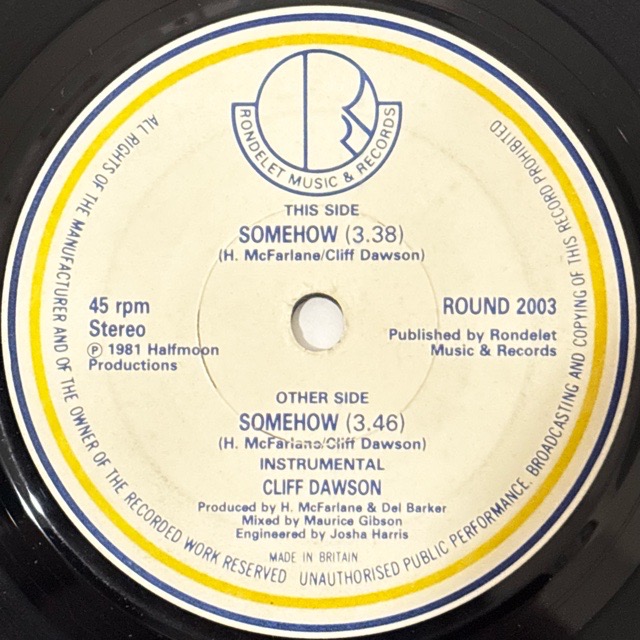 RONDELET MUSIC & RECORDS
THIS SIDE
SOMEHOW (3.38)
(H. McFarlane/Cliff Dawson)
45 rpm
Stereo
Ⓟ 1981 Halfmoon
Productions
ROUND 2003
Published by Rondelet
Music & Records
OTHER SIDE
SOMEHOW (3.46)
(H. McFarlane/Cliff Dawson)
INSTRUMENTAL
CLIFF DAWSON
Produced by H. McFarlane & Del Barker
Mixed by Maurice Gibson
Engineered by Josha Harris
MADE IN BRITAIN
ALL RIGHTS OF THE MANUFACTURER AND OF THE OWNER OF THE RECORDED WORK RESERVED UNAUTHORISED PUBLIC PERFORMANCE, BROADCASTING AND COPYING OF THIS RECORD PROHIBITED